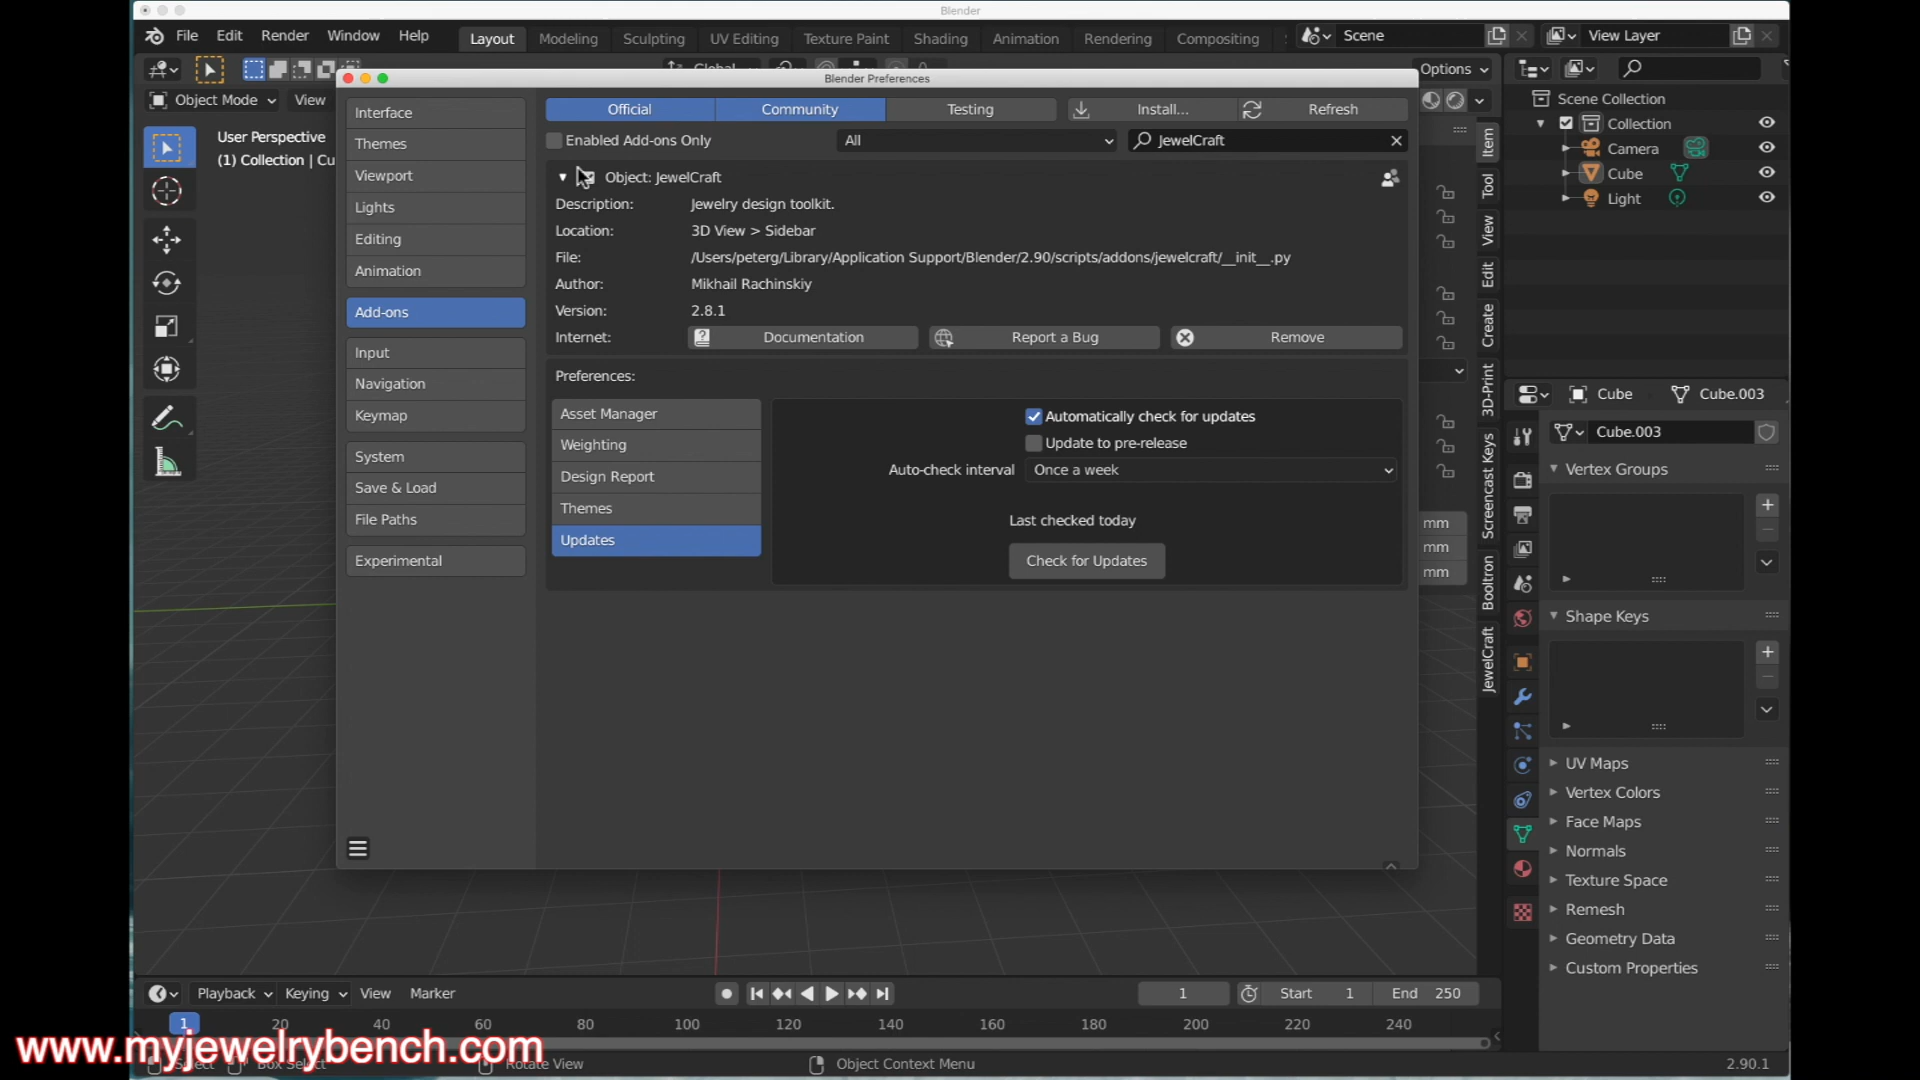 Blender
File Edit Render Window Help Layout Modeling Sculpting UV Editing Texture Paint Shading Animation Rendering Compositing Scene View Layer
Options
Object Mode View
User Perspective
(1) Collection | Cu
Blender Preferences
Interface
Themes
Viewport
Lights
Editing
Animation
Add-ons
Input
Navigation
Keymap
System
Save & Load
File Paths
Experimental
Official Community Testing Install... Refresh
Enabled Add-ons Only All JewelCraft
Object: JewelCraft
Description: Jewelry design toolkit.
Location: 3D View > Sidebar
File: /Users/peterg/Library/Application Support/Blender/2.90/scripts/addons/jewelcraft/__init__.py
Author: Mikhail Rachinskiy
Version: 2.8.1
Internet: Documentation Report a Bug Remove
Preferences:
Asset Manager
Weighting
Design Report
Themes
Updates
Automatically check for updates
Update to pre-release
Auto-check interval Once a week
Last checked today
Check for Updates
mm
mm
mm
Item
Tool
View
Edit
Create
3D-Print
Screencast Keys
Booltron
JewelCraft
Scene Collection
Collection
Camera
Cube
Light
Cube Cube.003
Cube.003
Vertex Groups
Shape Keys
UV Maps
Vertex Colors
Face Maps
Normals
Texture Space
Remesh
Geometry Data
Custom Properties
Playback Keying View Marker 1 Start 1 End 250
1 20 40 60 80 100 120 140 160 180 200 220 240
www.myjewelrybench.com
Select Box Select Rotate View Object Context Menu 2.90.1